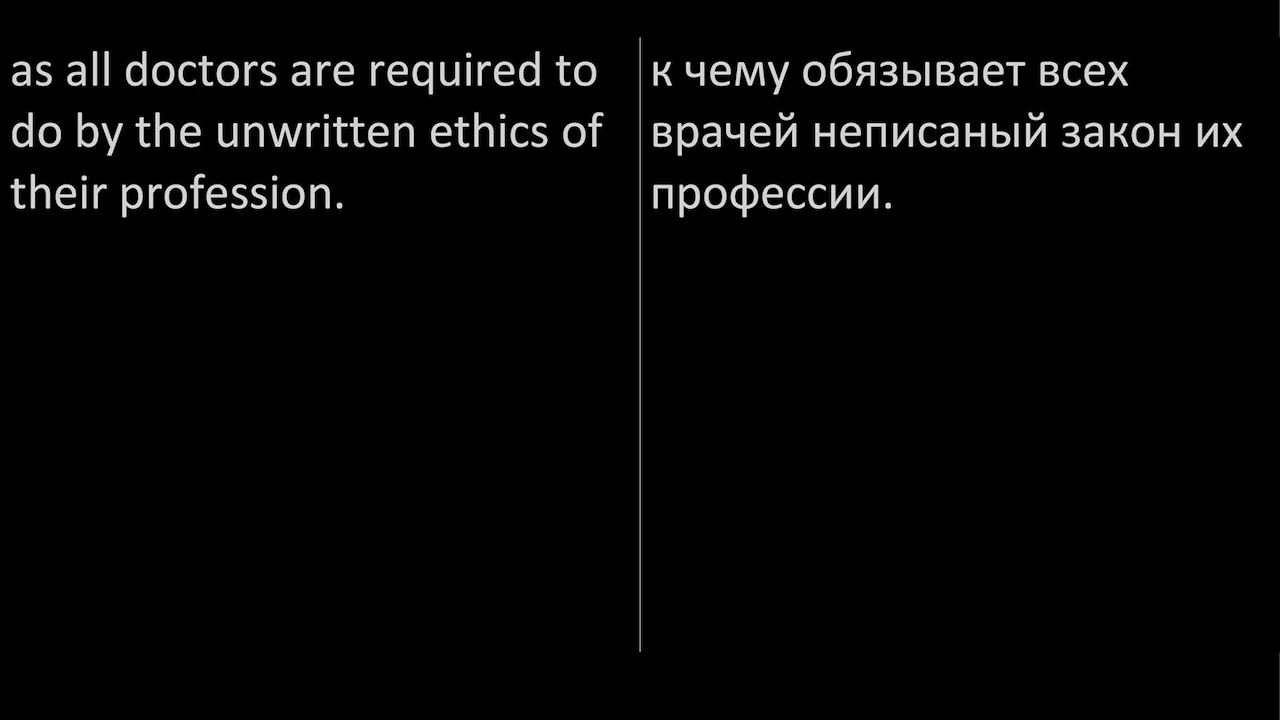 as all doctors are required to
do by the unwritten ethics of
their profession.
к чему обязывает всех
врачей неписаный закон их
профессии.